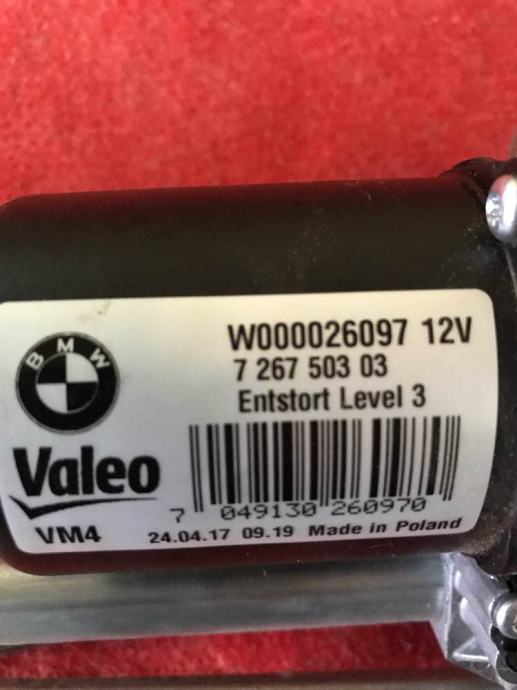 W000026097 12V
7 267 503 03
Entstort Level 3
BMW
Valeo
7 049130 260970
VM4
24.04.17 09.19 Made in Poland